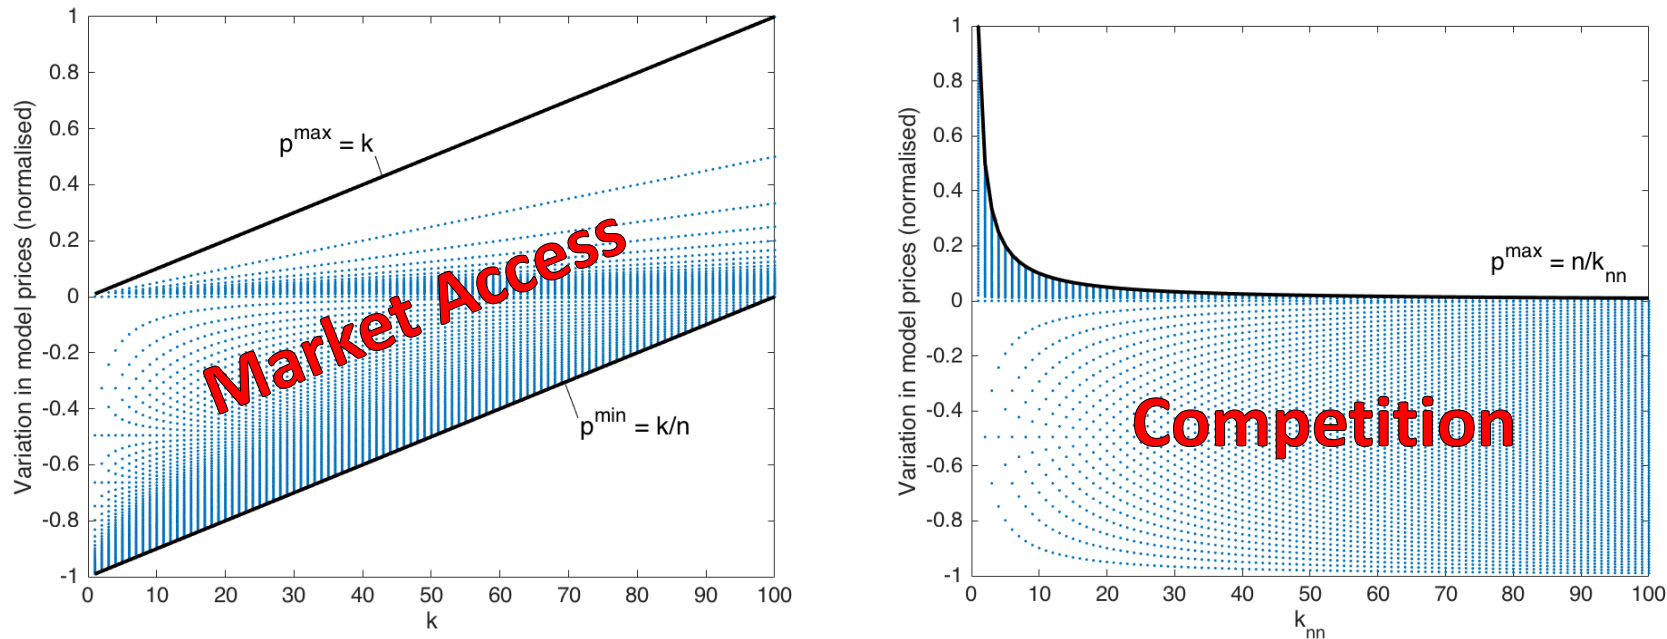 Variation in model prices (normalised)
1
0.8
0.6
0.4
0.2
0
-0.2
-0.4
-0.6
-0.8
-1
p^max = k
Market Access
p^min = k/n
0 10 20 30 40 50 60 70 80 90 100
k
Variation in model prices (normalised)
1
0.8
0.6
0.4
0.2
0
-0.2
-0.4
-0.6
-0.8
-1
p^max = n/k_nn
Competition
0 10 20 30 40 50 60 70 80 90 100
k_nn